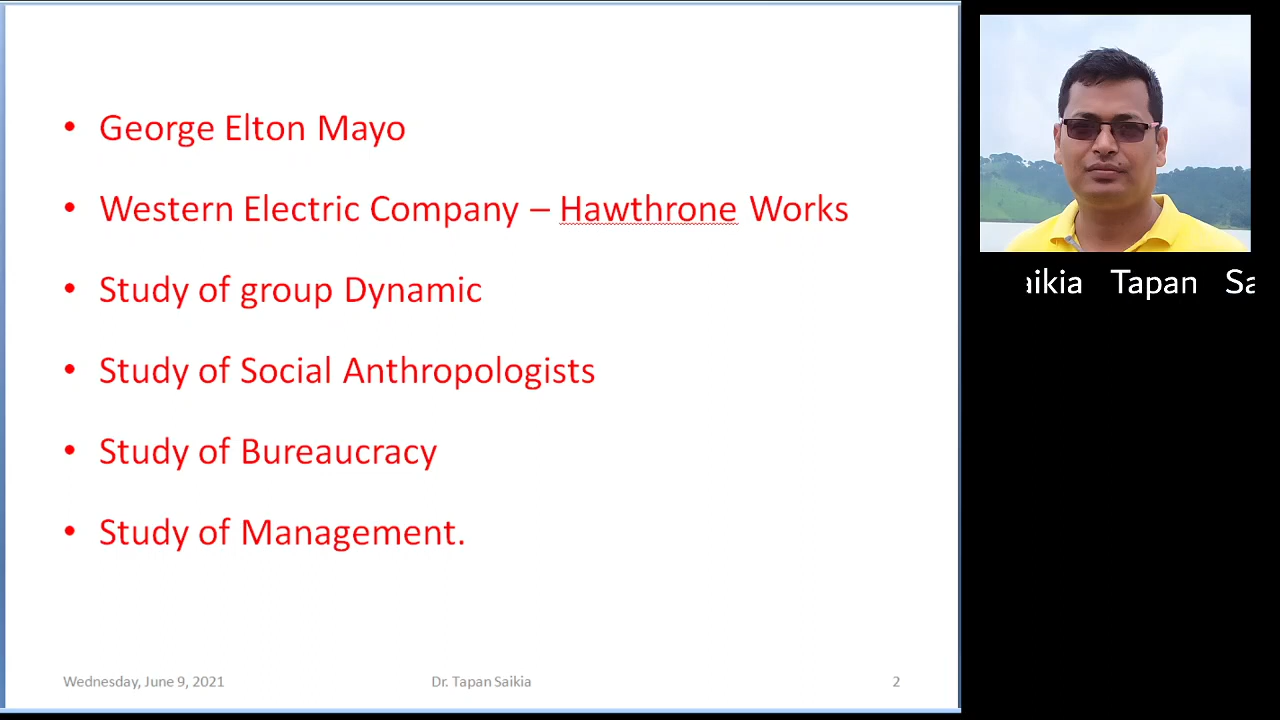 • George Elton Mayo
• Western Electric Company – Hawthrone Works
• Study of group Dynamic
• Study of Social Anthropologists
• Study of Bureaucracy
• Study of Management.
Wednesday, June 9, 2021 Dr. Tapan Saikia 2
aikia Tapan Sa